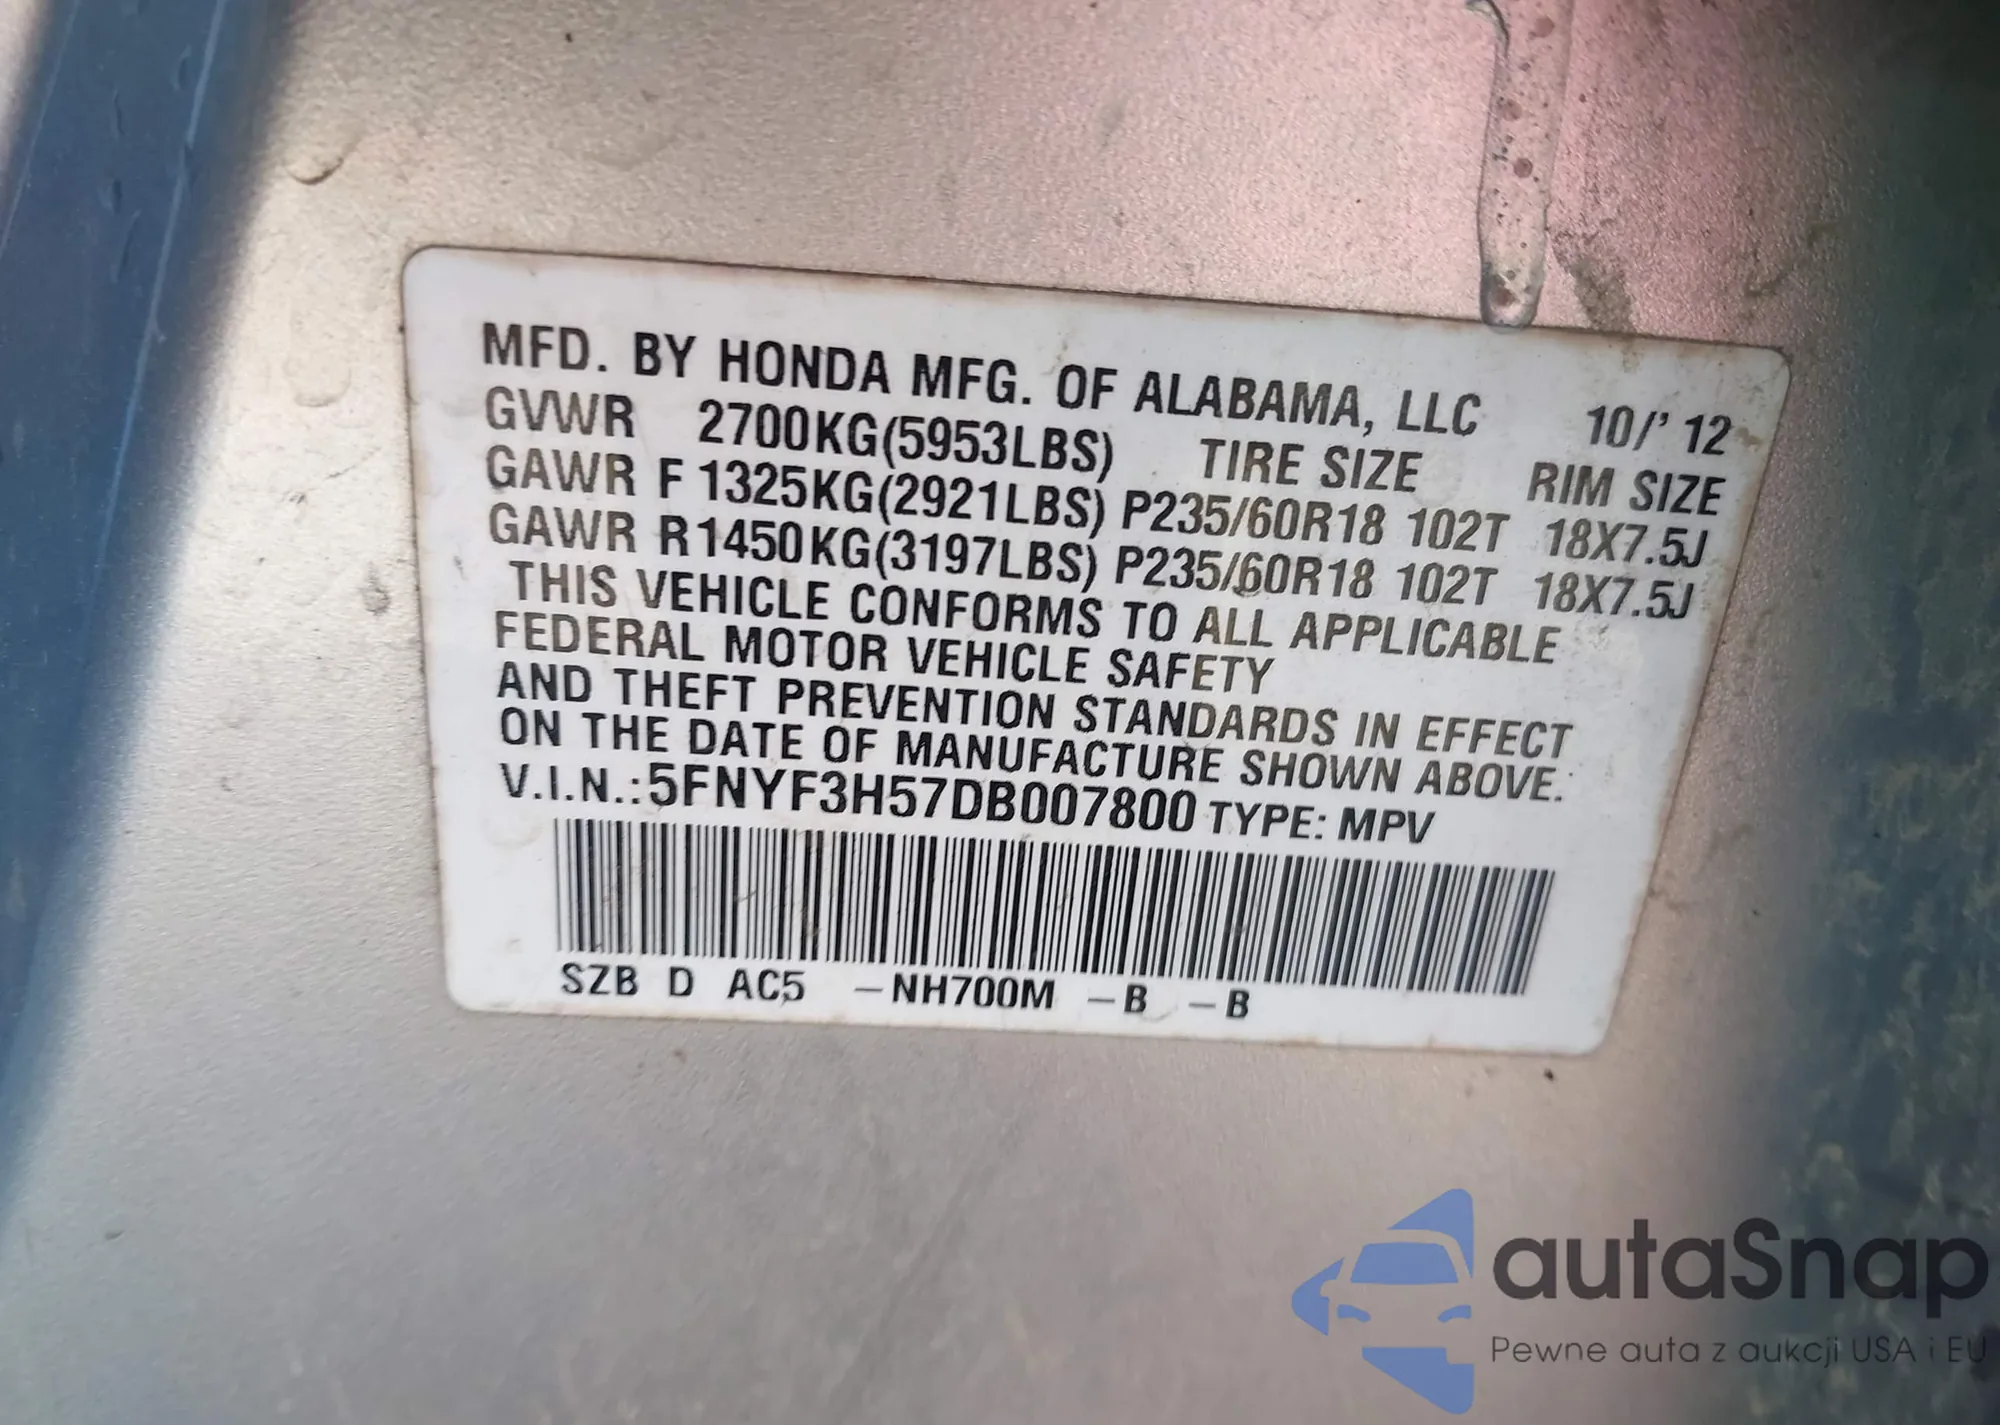 MFD. BY HONDA MFG. OF ALABAMA, LLC 10/' 12
GVWR 2700KG(5953LBS) TIRE SIZE RIM SIZE
GAWR F 1325KG(2921LBS) P235/60R18 102T 18X7.5J
GAWR R1450KG(3197LBS) P235/60R18 102T 18X7.5J
THIS VEHICLE CONFORMS TO ALL APPLICABLE
FEDERAL MOTOR VEHICLE SAFETY
AND THEFT PREVENTION STANDARDS IN EFFECT
ON THE DATE OF MANUFACTURE SHOWN ABOVE.
V.I.N.:5FNYF3H57DB007800 TYPE: MPV
SZB D AC5 –NH700M –B –B
autaSnap
Pewne auta z aukcji USA i EU